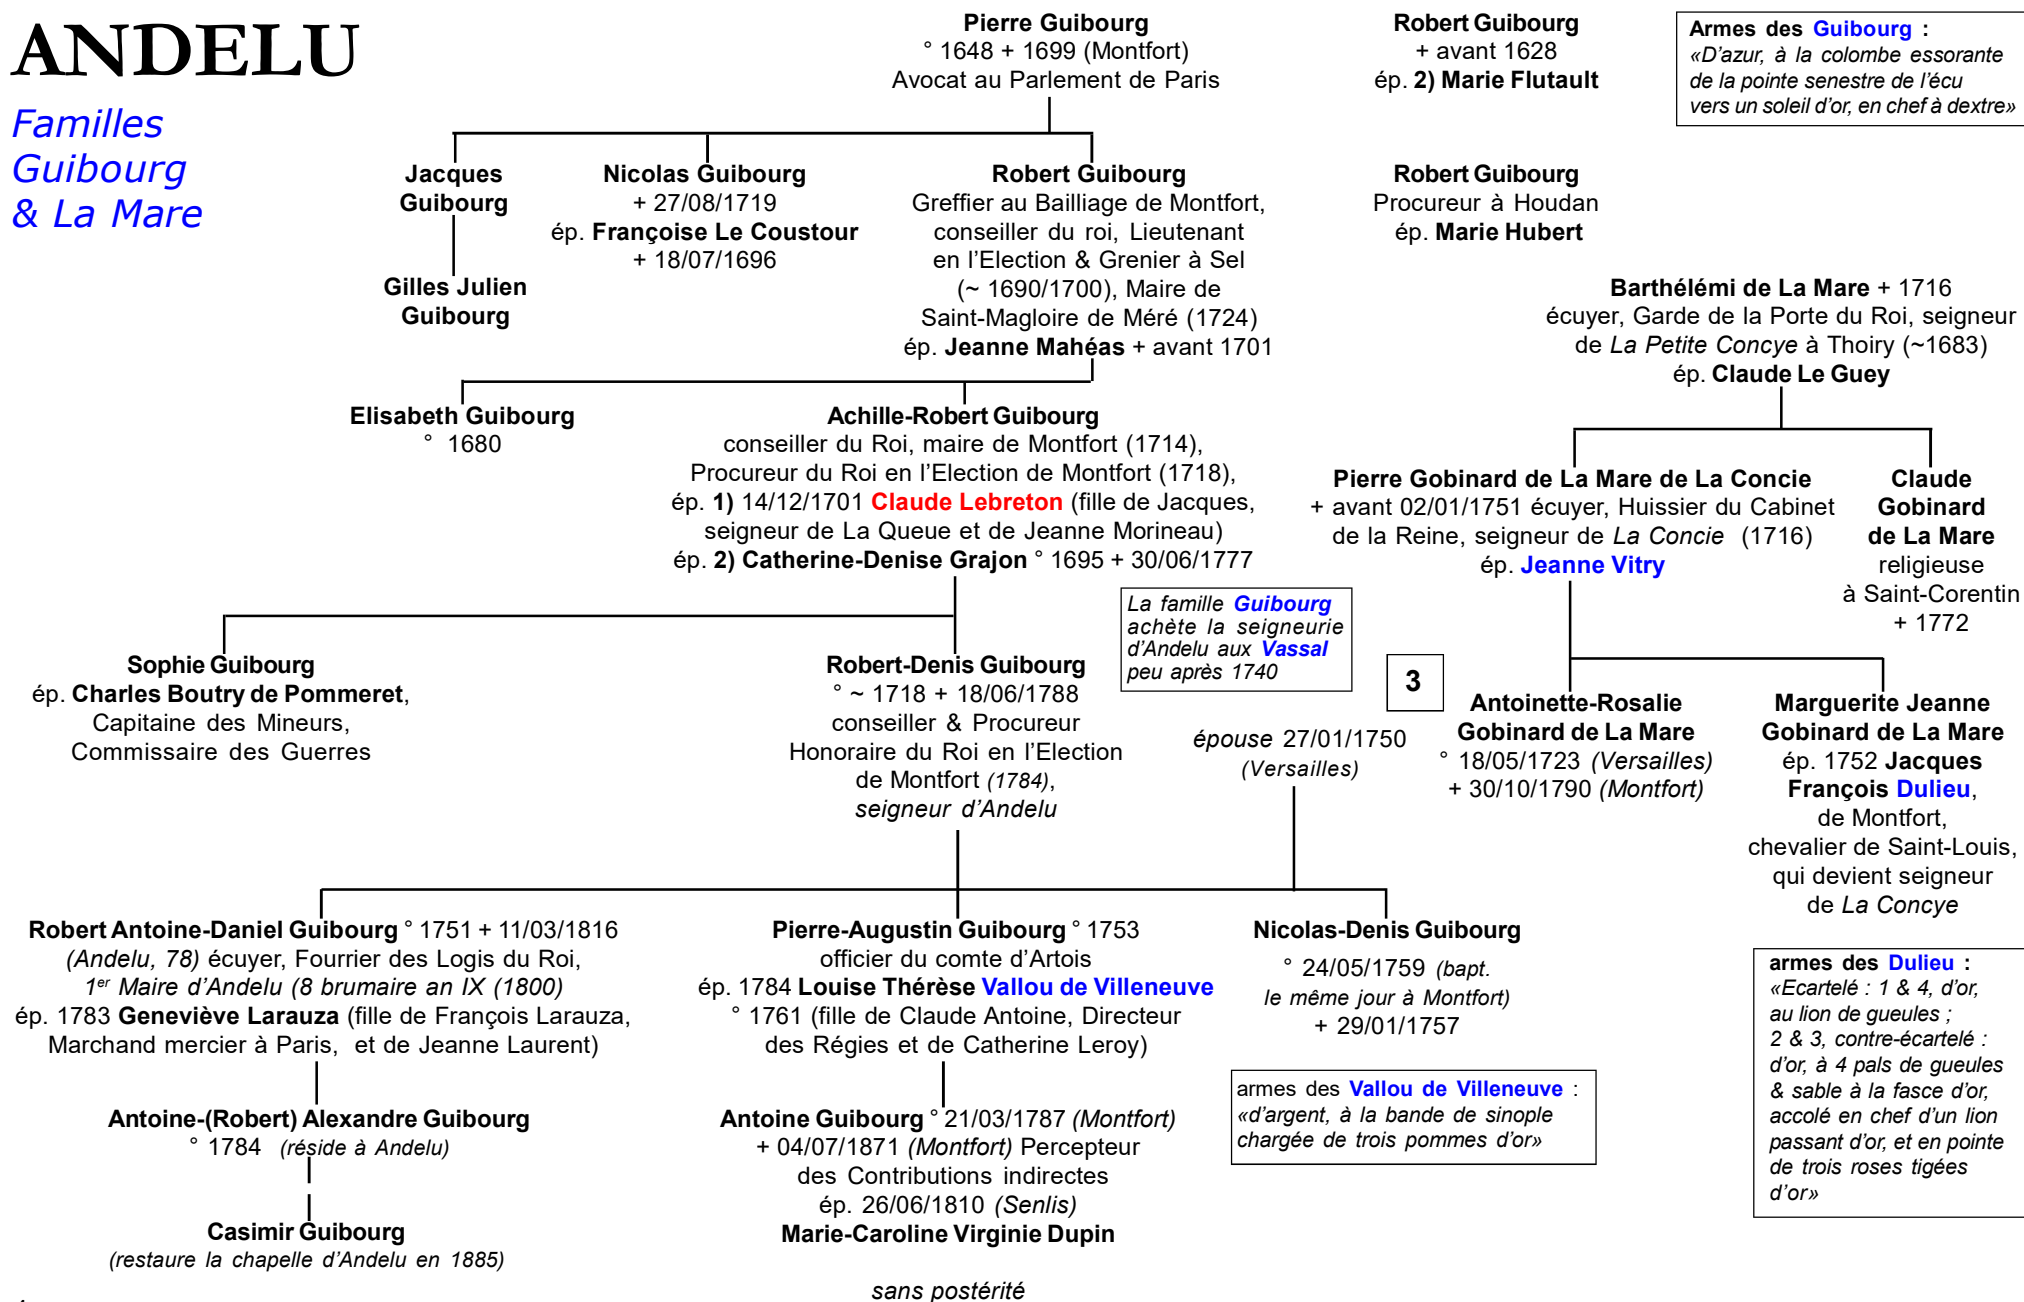 ANDELU
Familles
Guibourg
& La Mare
Pierre Guibourg
° 1648 + 1699 (Montfort)
Avocat au Parlement de Paris
Robert Guibourg
+ avant 1628
ép. 2) Marie Flutault
Armes des Guibourg :
«D'azur, à la colombe essorante
de la pointe senestre de l'écu
vers un soleil d'or, en chef à dextre»
Jacques
Guibourg
Nicolas Guibourg
+ 27/08/1719
ép. Françoise Le Coustour
+ 18/07/1696
Robert Guibourg
Greffier au Bailliage de Montfort,
conseiller du roi, Lieutenant
en l'Election & Grenier à Sel
(~ 1690/1700), Maire de
Saint-Magloire de Méré (1724)
ép. Jeanne Mahéas + avant 1701
Robert Guibourg
Procureur à Houdan
ép. Marie Hubert
Gilles Julien
Guibourg
Barthélémi de La Mare + 1716
écuyer, Garde de la Porte du Roi, seigneur
de La Petite Concye à Thoiry (~1683)
ép. Claude Le Guey
Elisabeth Guibourg
° 1680
Achille-Robert Guibourg
conseiller du Roi, maire de Montfort (1714),
Procureur du Roi en l'Election de Montfort (1718),
ép. 1) 14/12/1701 Claude Lebreton (fille de Jacques,
seigneur de La Queue et de Jeanne Morineau)
ép. 2) Catherine-Denise Grajon ° 1695 + 30/06/1777
Pierre Gobinard de La Mare de La Concie
+ avant 02/01/1751 écuyer, Huissier du Cabinet
de la Reine, seigneur de La Concie (1716)
ép. Jeanne Vitry
Claude
Gobinard
de La Mare
religieuse
à Saint-Corentin
+ 1772
La famille Guibourg
achète la seigneurie
d'Andelu aux Vassal
peu après 1740
3
Sophie Guibourg
ép. Charles Boutry de Pommeret,
Capitaine des Mineurs,
Commissaire des Guerres
Robert-Denis Guibourg
° ~ 1718 + 18/06/1788
conseiller & Procureur
Honoraire du Roi en l'Election
de Montfort (1784),
seigneur d'Andelu
épouse 27/01/1750
(Versailles)
Antoinette-Rosalie
Gobinard de La Mare
° 18/05/1723 (Versailles)
+ 30/10/1790 (Montfort)
Marguerite Jeanne
Gobinard de La Mare
ép. 1752 Jacques
François Dulieu,
de Montfort,
chevalier de Saint-Louis,
qui devient seigneur
de La Concye
Robert Antoine-Daniel Guibourg ° 1751 + 11/03/1816
(Andelu, 78) écuyer, Fourrier des Logis du Roi,
1er Maire d'Andelu (8 brumaire an IX (1800)
ép. 1783 Geneviève Larauza (fille de François Larauza,
Marchand mercier à Paris, et de Jeanne Laurent)
Pierre-Augustin Guibourg ° 1753
officier du comte d'Artois
ép. 1784 Louise Thérèse Vallou de Villeneuve
° 1761 (fille de Claude Antoine, Directeur
des Régies et de Catherine Leroy)
Nicolas-Denis Guibourg
° 24/05/1759 (bapt.
le même jour à Montfort)
+ 29/01/1757
armes des Dulieu :
«Ecartelé : 1 & 4, d'or,
au lion de gueules ;
2 & 3, contre-écartelé :
d'or, à 4 pals de gueules
& sable à la fasce d'or,
accolé en chef d'un lion
passant d'or, et en pointe
de trois roses tigées
d'or»
armes des Vallou de Villeneuve :
«d'argent, à la bande de sinople
chargée de trois pommes d'or»
Antoine-(Robert) Alexandre Guibourg
° 1784 (réside à Andelu)
Antoine Guibourg ° 21/03/1787 (Montfort)
+ 04/07/1871 (Montfort) Percepteur
des Contributions indirectes
ép. 26/06/1810 (Senlis)
Marie-Caroline Virginie Dupin
Casimir Guibourg
(restaure la chapelle d'Andelu en 1885)
sans postérité